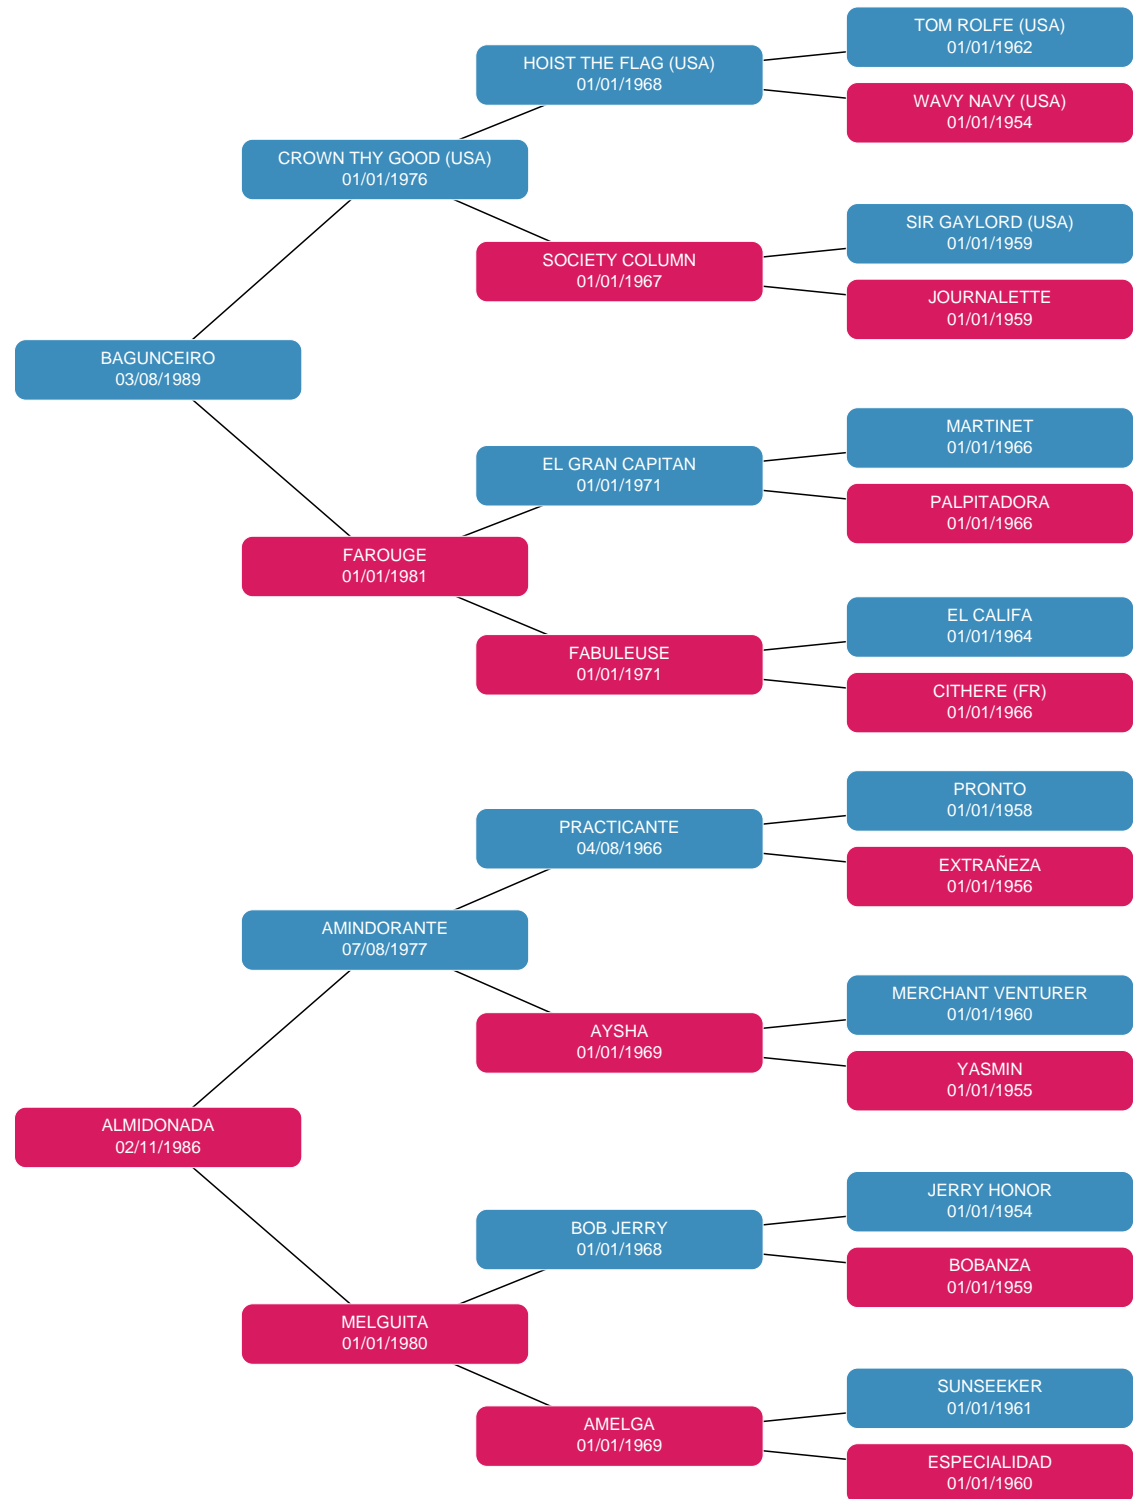 TOM ROLFE (USA)
01/01/1962
HOIST THE FLAG (USA)
01/01/1968
WAVY NAVY (USA)
01/01/1954
CROWN THY GOOD (USA)
01/01/1976
SIR GAYLORD (USA)
01/01/1959
SOCIETY COLUMN
01/01/1967
JOURNALETTE
01/01/1959
BAGUNCEIRO
03/08/1989
MARTINET
01/01/1966
EL GRAN CAPITAN
01/01/1971
PALPITADORA
01/01/1966
FAROUGE
01/01/1981
EL CALIFA
01/01/1964
FABULEUSE
01/01/1971
CITHERE (FR)
01/01/1966
PRONTO
01/01/1958
PRACTICANTE
04/08/1966
EXTRAÑEZA
01/01/1956
AMINDORANTE
07/08/1977
MERCHANT VENTURER
01/01/1960
AYSHA
01/01/1969
YASMIN
01/01/1955
ALMIDONADA
02/11/1986
JERRY HONOR
01/01/1954
BOB JERRY
01/01/1968
BOBANZA
01/01/1959
MELGUITA
01/01/1980
SUNSEEKER
01/01/1961
AMELGA
01/01/1969
ESPECIALIDAD
01/01/1960